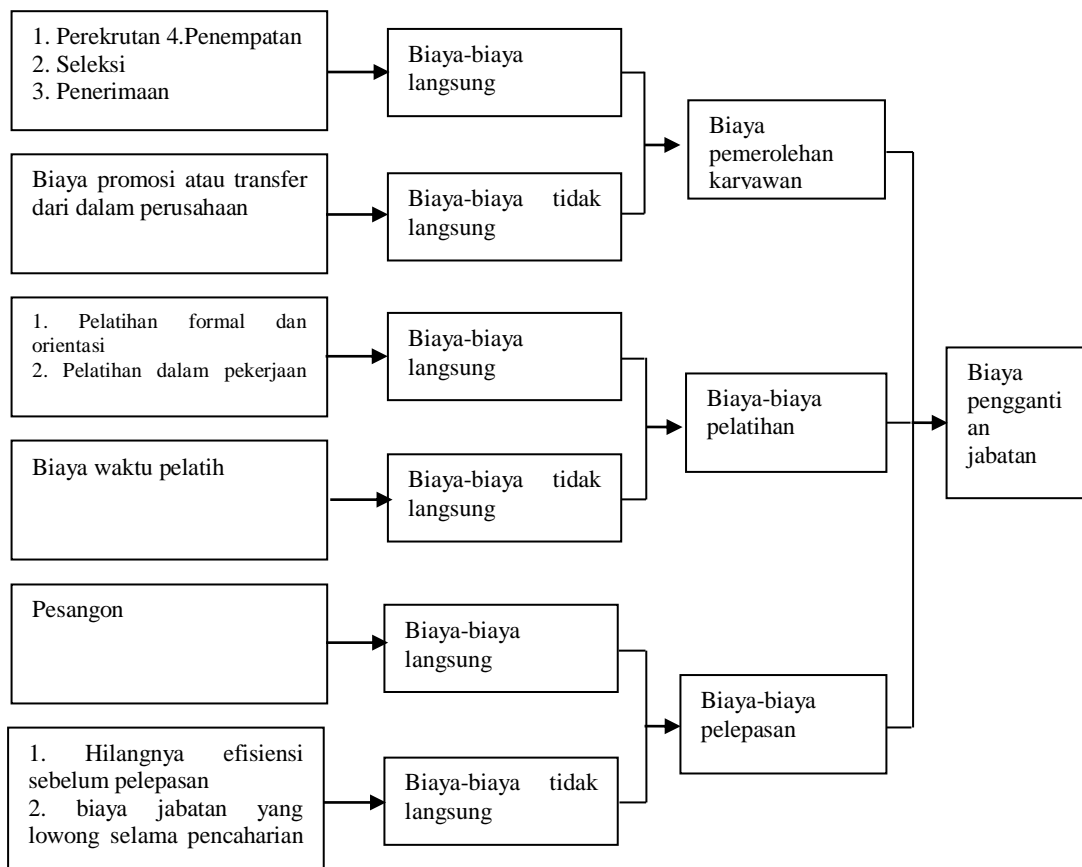 1. Perekrutan 4.Penempatan
2. Seleksi
3. Penerimaan
Biaya-biaya
langsung
Biaya promosi atau transfer
dari dalam perusahaan
Biaya-biaya tidak
langsung
Biaya
pemerolehan
karyawan
1. Pelatihan formal dan
orientasi
2. Pelatihan dalam pekerjaan
Biaya-biaya
langsung
Biaya waktu pelatih
Biaya-biaya tidak
langsung
Biaya-biaya
pelatihan
Pesangon
Biaya-biaya
langsung
1. Hilangnya efisiensi
sebelum pelepasan
2. biaya jabatan yang
lowong selama pencaharian
Biaya-biaya tidak
langsung
Biaya-biaya
pelepasan
Biaya
pengganti
an
jabatan